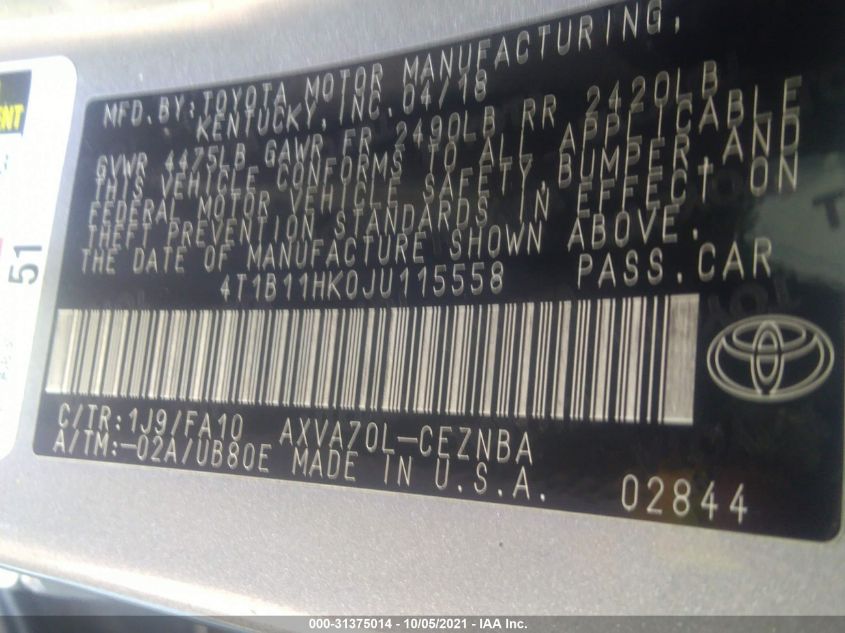 MFD.BY:TOYOTA MOTOR MANUFACTURING,
KENTUCKY, INC.04/18
GVWR 4475LB GAWR FR 2490LB RR 2420LB
THIS VEHICLE CONFORMS TO ALL APPLICABLE
FEDERAL MOTOR VEHICLE SAFETY,BUMPER,AND
THEFT PREVENTION STANDARDS IN EFFECT ON
THE DATE OF MANUFACTURE SHOWN ABOVE.
4T1B11HK0JU115558 PASS.CAR
C/TR:1J9/FA10 AXVA70L-CEZNBA
A/TM:-02A/UB80E MADE IN U.S.A.
02844
51
000-31375014 - 10/05/2021 - IAA Inc.